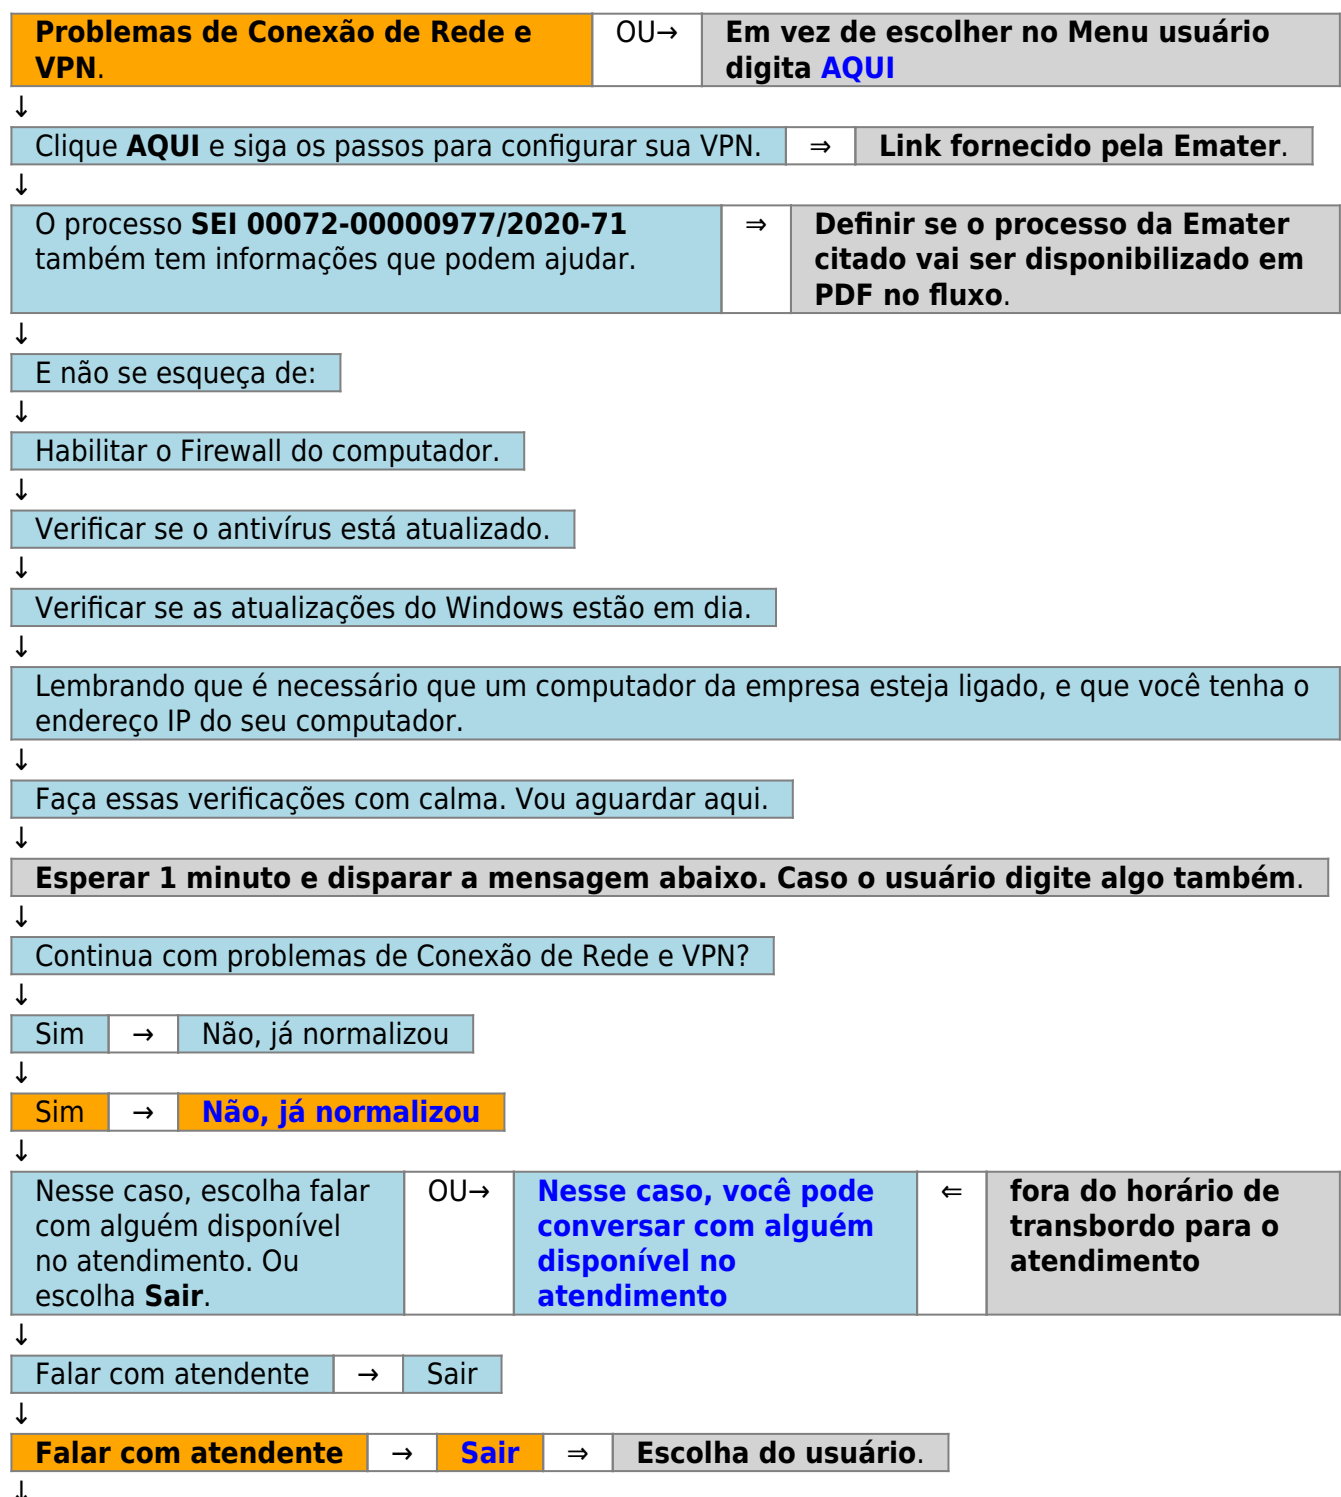 Problemas de Conexão de Rede e VPN. OU→ Em vez de escolher no Menu usuário digita AQUI
↓
Clique AQUI e siga os passos para configurar sua VPN. ⇒ Link fornecido pela Emater.
↓
O processo SEI 00072-00000977/2020-71 também tem informações que podem ajudar. ⇒ Definir se o processo da Emater citado vai ser disponibilizado em PDF no fluxo.
↓
E não se esqueça de:
↓
Habilitar o Firewall do computador.
↓
Verificar se o antivírus está atualizado.
↓
Verificar se as atualizações do Windows estão em dia.
↓
Lembrando que é necessário que um computador da empresa esteja ligado, e que você tenha o
endereço IP do seu computador.
↓
Faça essas verificações com calma. Vou aguardar aqui.
↓
Esperar 1 minuto e disparar a mensagem abaixo. Caso o usuário digite algo também.
↓
Continua com problemas de Conexão de Rede e VPN?
↓
Sim → Não, já normalizou
↓
Sim → Não, já normalizou
↓
Nesse caso, escolha falar com alguém disponível no atendimento. Ou escolha Sair. OU→ Nesse caso, você pode conversar com alguém disponível no atendimento ⇐ fora do horário de transbordo para o atendimento
↓
Falar com atendente → Sair
↓
Falar com atendente → Sair ⇒ Escolha do usuário.
↓